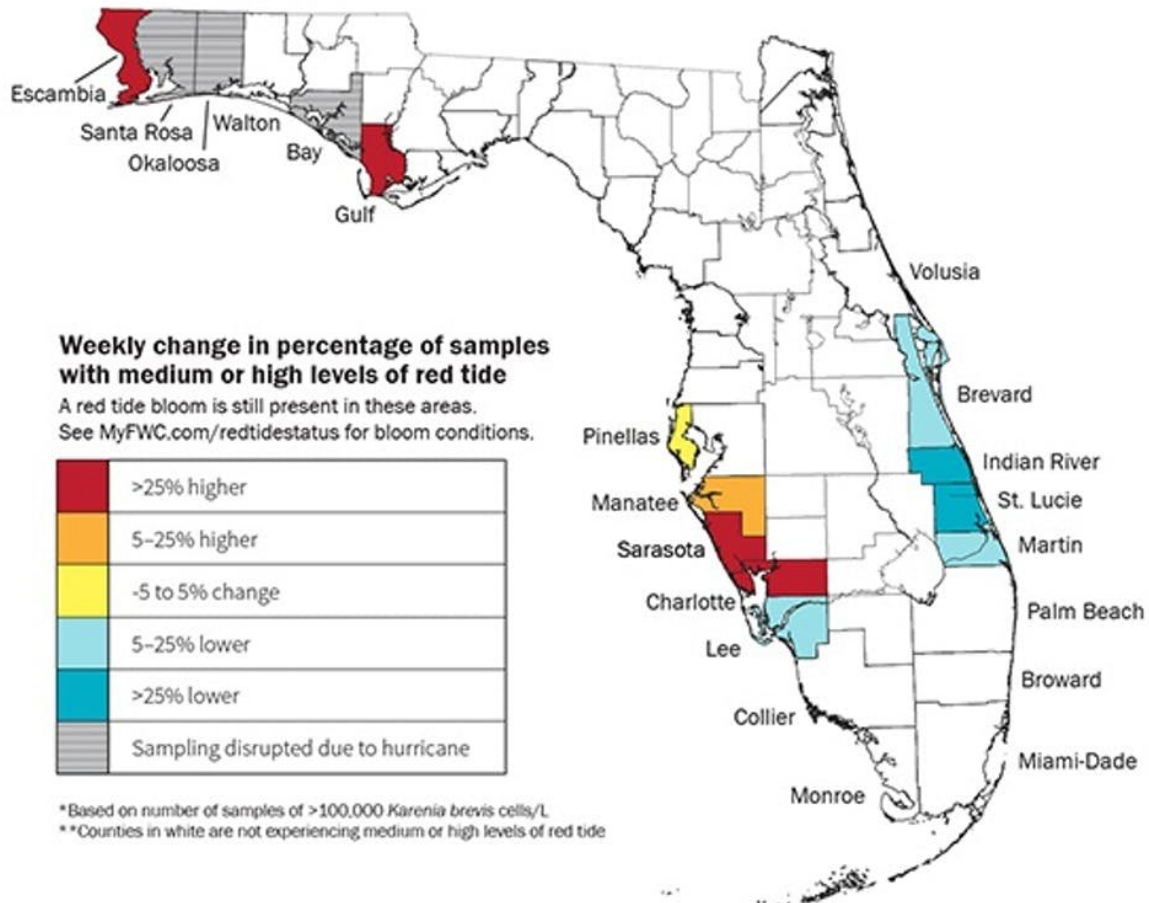 Escambia
Santa Rosa
Okaloosa
Walton
Bay
Gulf
Volusia
Weekly change in percentage of samples
with medium or high levels of red tide
A red tide bloom is still present in these areas.
See MyFWC.com/redtidestatus for bloom conditions.
>25% higher
5–25% higher
-5 to 5% change
5–25% lower
>25% lower
Sampling disrupted due to hurricane
*Based on number of samples of >100,000 Karenia brevis cells/L
**Counties in white are not experiencing medium or high levels of red tide
Pinellas
Manatee
Sarasota
Charlotte
Lee
Collier
Monroe
Brevard
Indian River
St. Lucie
Martin
Palm Beach
Broward
Miami-Dade